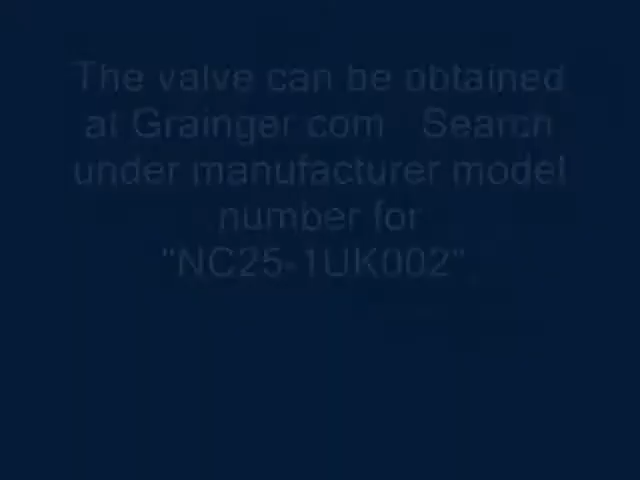 The valve can be obtained
at Grainger.com   Search
under manufacturer model
number for
"NC25-1UK002"